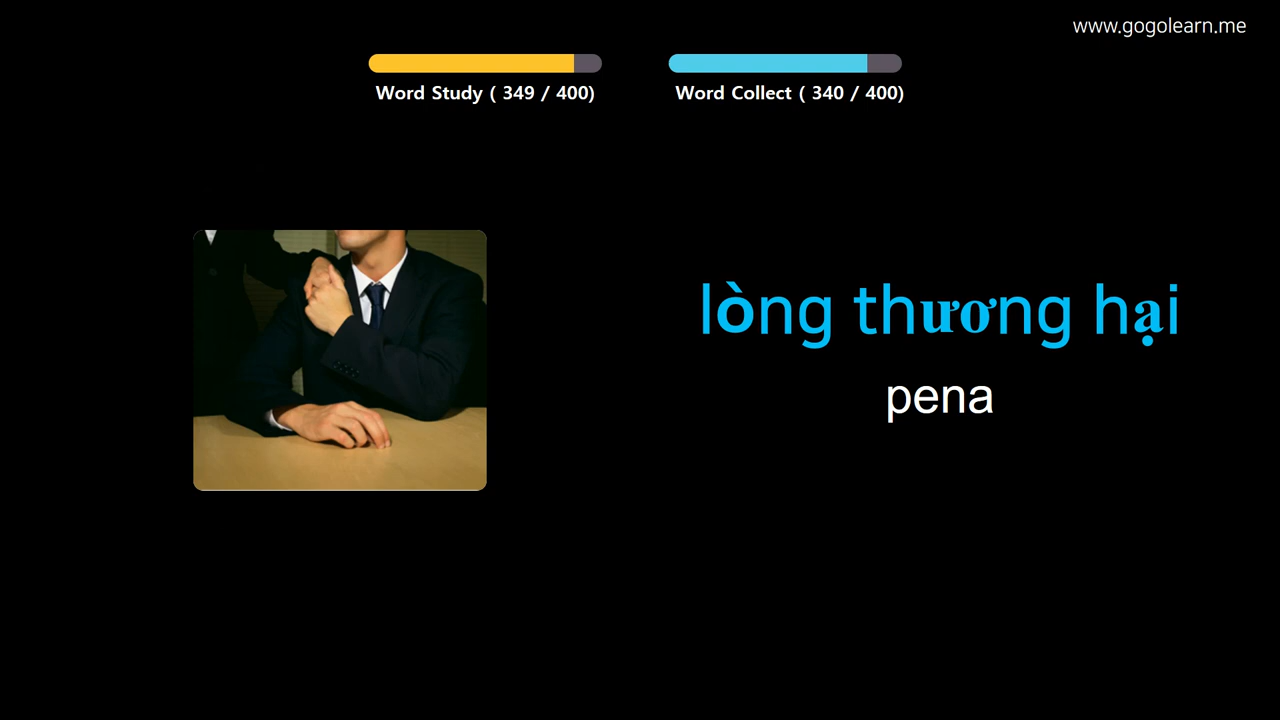 www.gogolearn.me
Word Study ( 349 / 400)
Word Collect ( 340 / 400)
lòng thương hại
pena